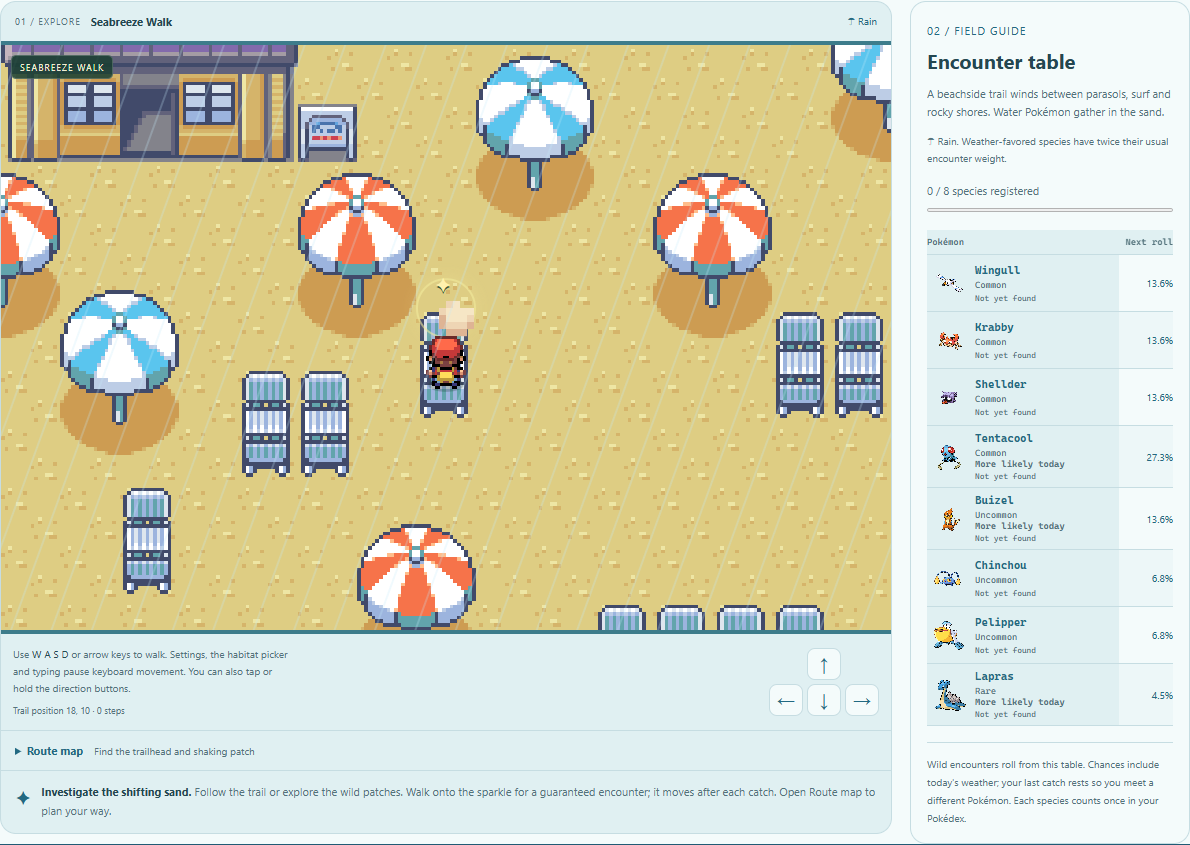 01 / EXPLORE Seabreeze Walk
☂ Rain
SEABREEZE WALK
Use W A S D or arrow keys to walk. Settings, the habitat picker
and typing pause keyboard movement. You can also tap or
hold the direction buttons.
Trail position 18, 10 · 0 steps
↑
← ↓ →
▶ Route map Find the trailhead and shaking patch
✦ Investigate the shifting sand. Follow the trail or explore the wild patches. Walk onto the sparkle for a guaranteed encounter; it moves after each catch. Open Route map to
plan your way.
02 / FIELD GUIDE
Encounter table
A beachside trail winds between parasols, surf and
rocky shores. Water Pokémon gather in the sand.
☂ Rain. Weather-favored species have twice their usual
encounter weight.
0 / 8 species registered
Pokémon Next roll
Wingull
Common
Not yet found
13.6%
Krabby
Common
Not yet found
13.6%
Shellder
Common
Not yet found
13.6%
Tentacool
Common
More likely today
Not yet found
27.3%
Buizel
Uncommon
More likely today
Not yet found
13.6%
Chinchou
Uncommon
Not yet found
6.8%
Pelipper
Uncommon
Not yet found
6.8%
Lapras
Rare
More likely today
Not yet found
4.5%
Wild encounters roll from this table. Chances include
today's weather; your last catch rests so you meet a
different Pokémon. Each species counts once in your
Pokédex.